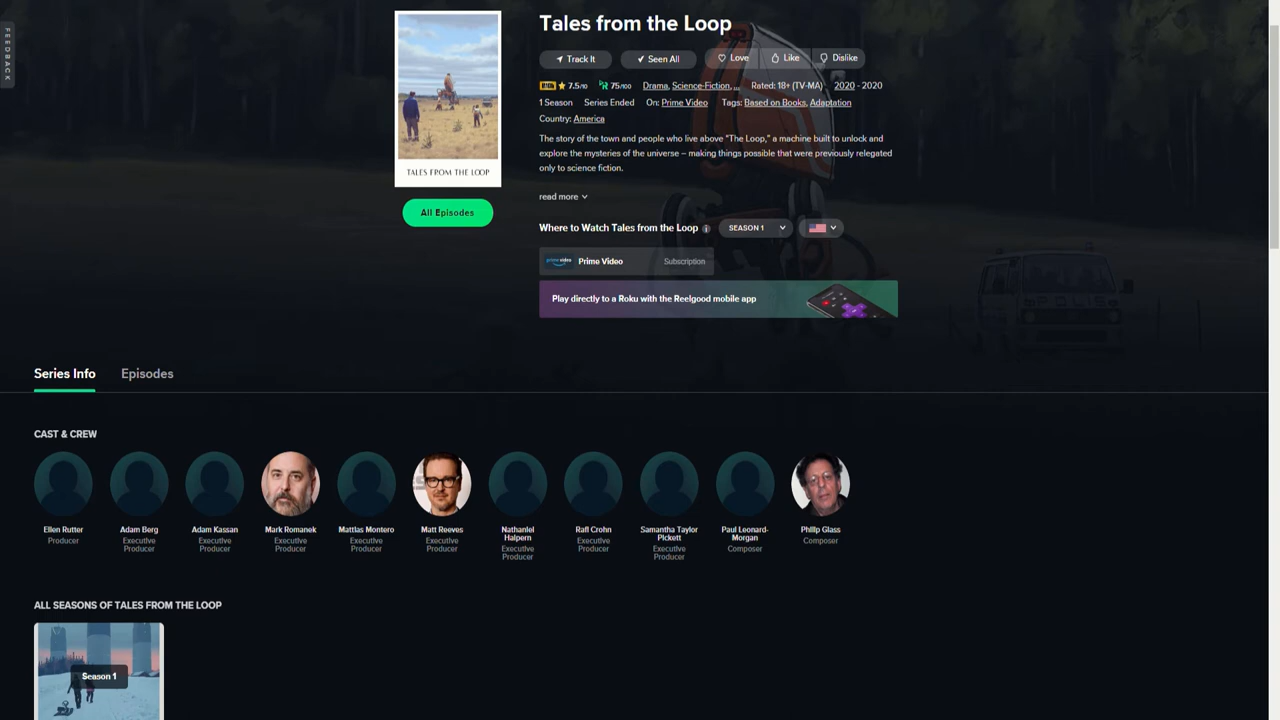 FEEDBACK
TALES FROM THE LOOP
All Episodes
Tales from the Loop
Track It Seen All Love Like Dislike
7.5/10 75/100 Drama, Science-Fiction, ... Rated: 18+ (TV-MA) 2020 - 2020
1 Season Series Ended On: Prime Video Tags: Based on Books, Adaptation
Country: America
The story of the town and people who live above "The Loop," a machine built to unlock and
explore the mysteries of the universe – making things possible that were previously relegated
only to science fiction.
read more
Where to Watch Tales from the Loop SEASON 1
prime video Prime Video Subscription
Play directly to a Roku with the Reelgood mobile app
POLIS
Series Info Episodes
CAST & CREW
Ellen Rutter
Producer
Adam Berg
Executive
Producer
Adam Kassan
Executive
Producer
Mark Romanek
Executive
Producer
Mattias Montero
Executive
Producer
Matt Reeves
Executive
Producer
Nathaniel
Halpern
Executive
Producer
Rafi Crohn
Executive
Producer
Samantha Taylor
Pickett
Executive
Producer
Paul Leonard-
Morgan
Composer
Philip Glass
Composer
ALL SEASONS OF TALES FROM THE LOOP
Season 1